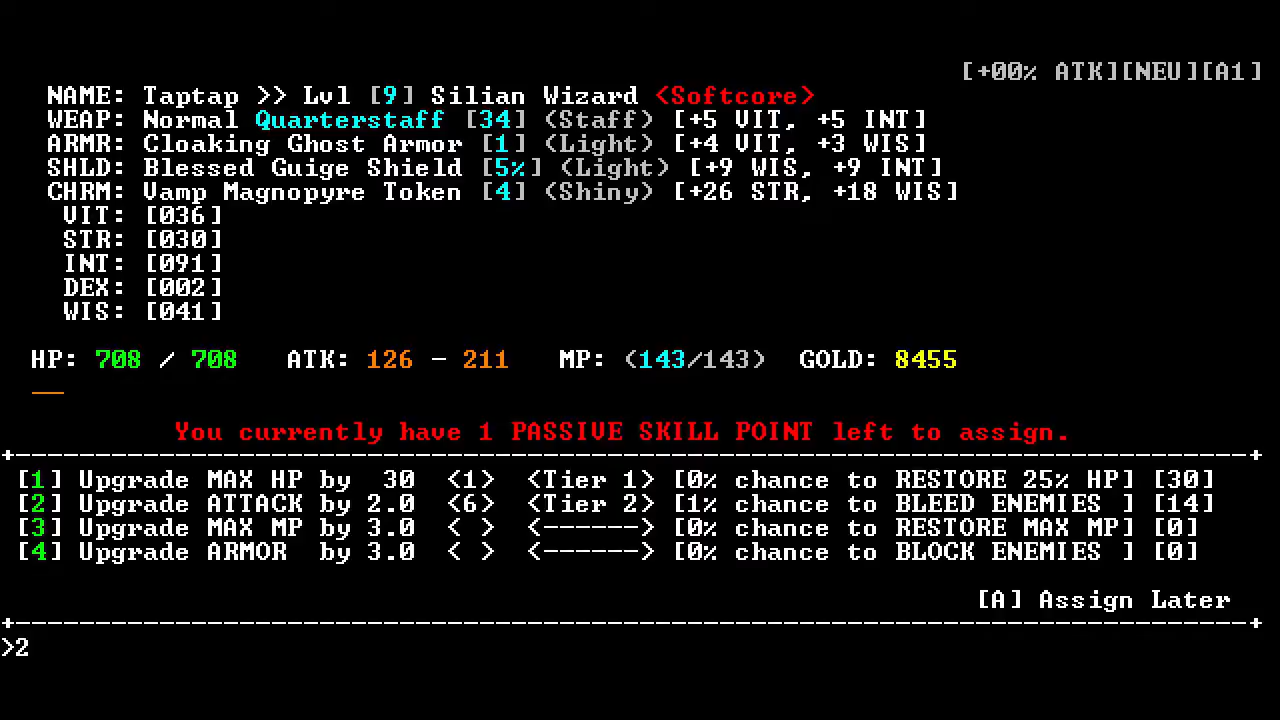 [+00% ATK][NEU][A1]
NAME: Taptap >> Lvl [9] Silian Wizard <Softcore>
WEAP: Normal Quarterstaff [34] (Staff) [+5 VIT, +5 INT]
ARMR: Cloaking Ghost Armor [1] (Light) [+4 VIT, +3 WIS]
SHLD: Blessed Guige Shield [5%] (Light) [+9 WIS, +9 INT]
CHRM: Vamp Magnopyre Token [4] (Shiny) [+26 STR, +18 WIS]
VIT: [036]
STR: [030]
INT: [091]
DEX: [002]
WIS: [041]
HP: 708 / 708 ATK: 126 - 211 MP: (143/143) GOLD: 8455
You currently have 1 PASSIVE SKILL POINT left to assign.
+------------------------------------------------------------------------------+
[1] Upgrade MAX HP by 30 <1> <Tier 1> [0% chance to RESTORE 25% HP] [30]
[2] Upgrade ATTACK by 2.0 <6> <Tier 2> [1% chance to BLEED ENEMIES ] [14]
[3] Upgrade MAX MP by 3.0 < > <------> [0% chance to RESTORE MAX MP] [0]
[4] Upgrade ARMOR by 3.0 < > <------> [0% chance to BLOCK ENEMIES ] [0]
[A] Assign Later
+------------------------------------------------------------------------------+
>2